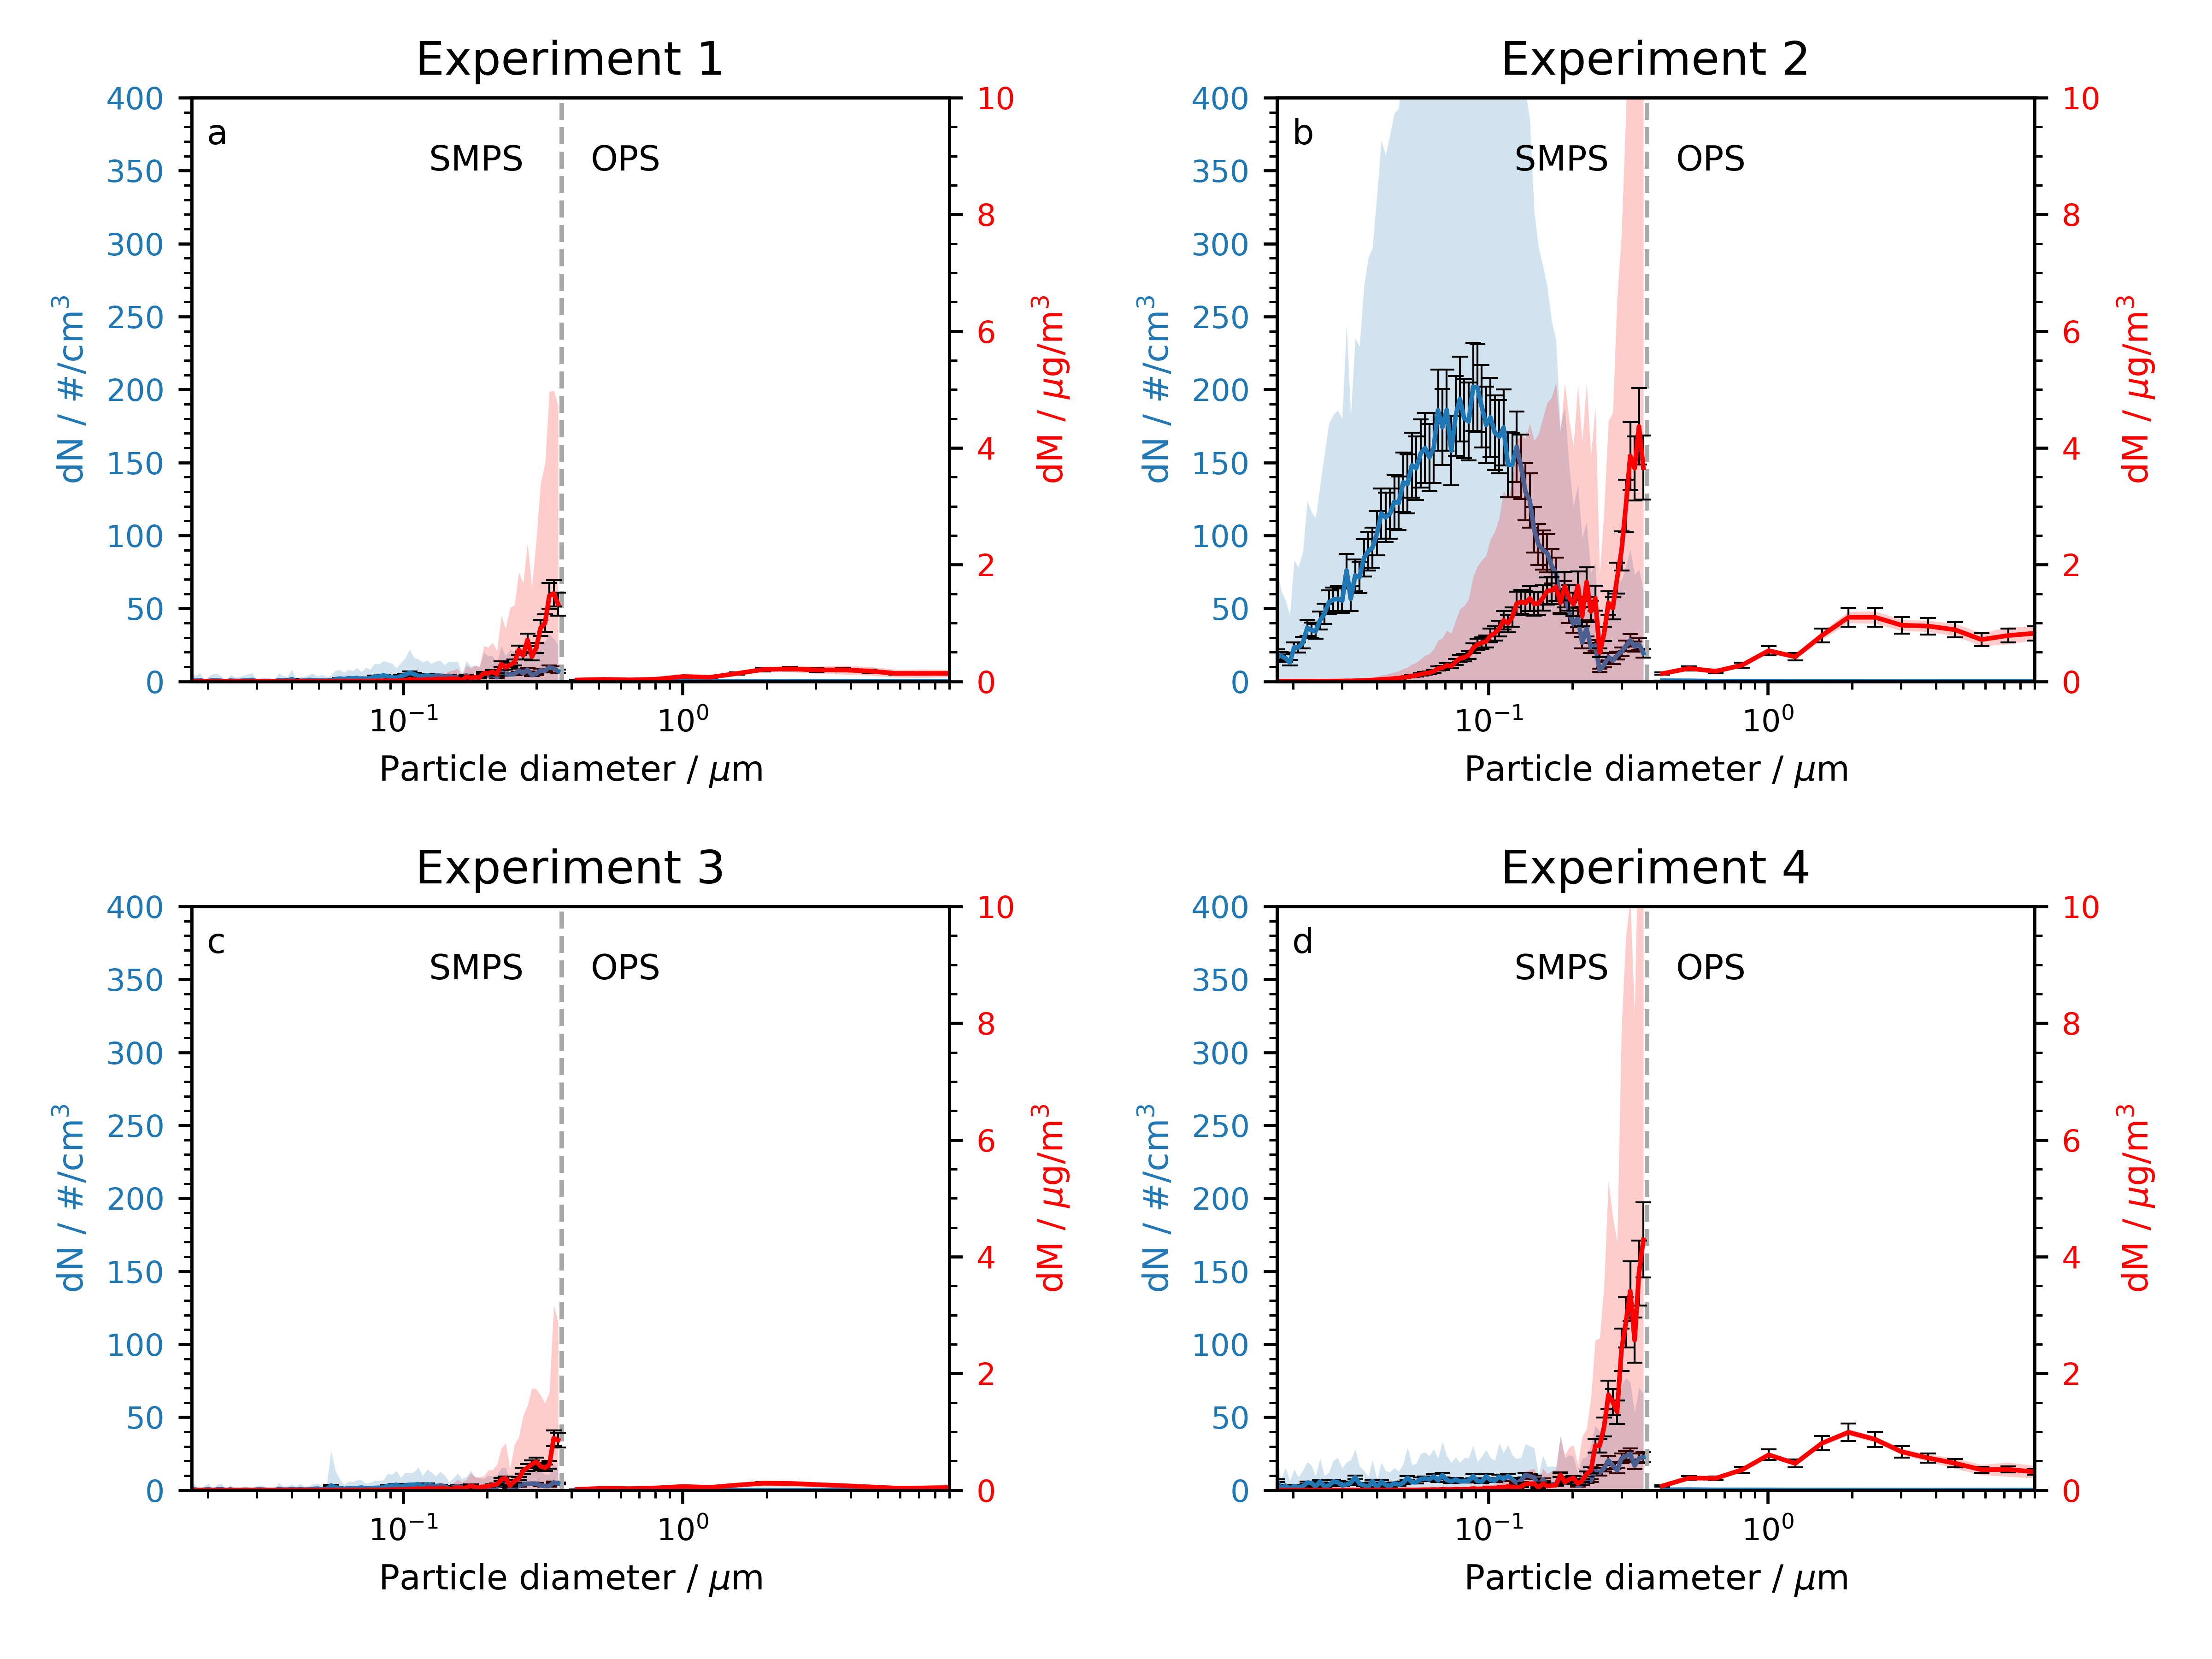 Experiment 1
400
350
300
250
200
150
100
50
0
dN / #/cm³
a
SMPS
OPS
10
8
6
4
2
0
dM / μg/m³
10⁻¹
10⁰
Particle diameter / μm
Experiment 2
400
350
300
250
200
150
100
50
0
dN / #/cm³
b
SMPS
OPS
10
8
6
4
2
0
dM / μg/m³
10⁻¹
10⁰
Particle diameter / μm
Experiment 3
400
350
300
250
200
150
100
50
0
dN / #/cm³
c
SMPS
OPS
10
8
6
4
2
0
dM / μg/m³
10⁻¹
10⁰
Particle diameter / μm
Experiment 4
400
350
300
250
200
150
100
50
0
dN / #/cm³
d
SMPS
OPS
10
8
6
4
2
0
dM / μg/m³
10⁻¹
10⁰
Particle diameter / μm